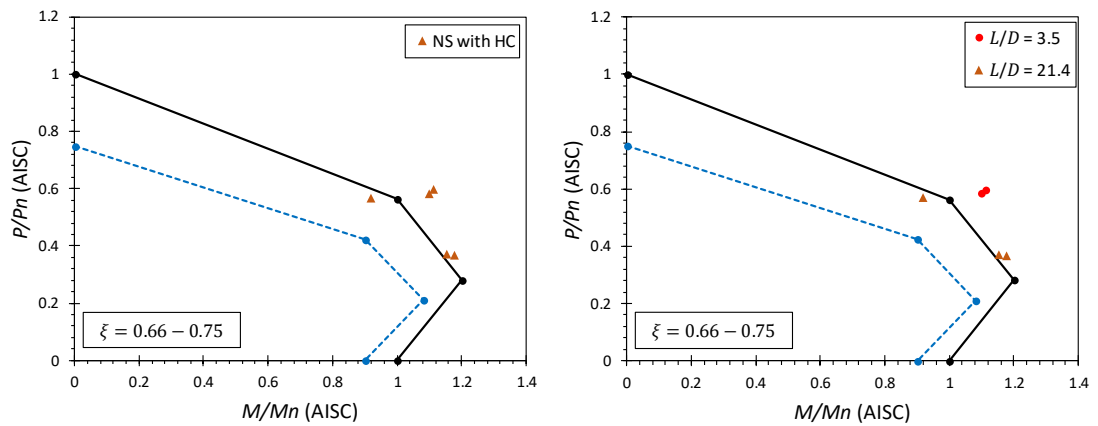 1.2
1
0.8
0.6
0.4
0.2
0
P/Pn (AISC)
NS with HC
ξ = 0.66 − 0.75
0 0.2 0.4 0.6 0.8 1 1.2 1.4
M/Mn (AISC)
1.2
1
0.8
0.6
0.4
0.2
0
P/Pn (AISC)
L/D = 3.5
L/D = 21.4
ξ = 0.66 − 0.75
0 0.2 0.4 0.6 0.8 1 1.2 1.4
M/Mn (AISC)